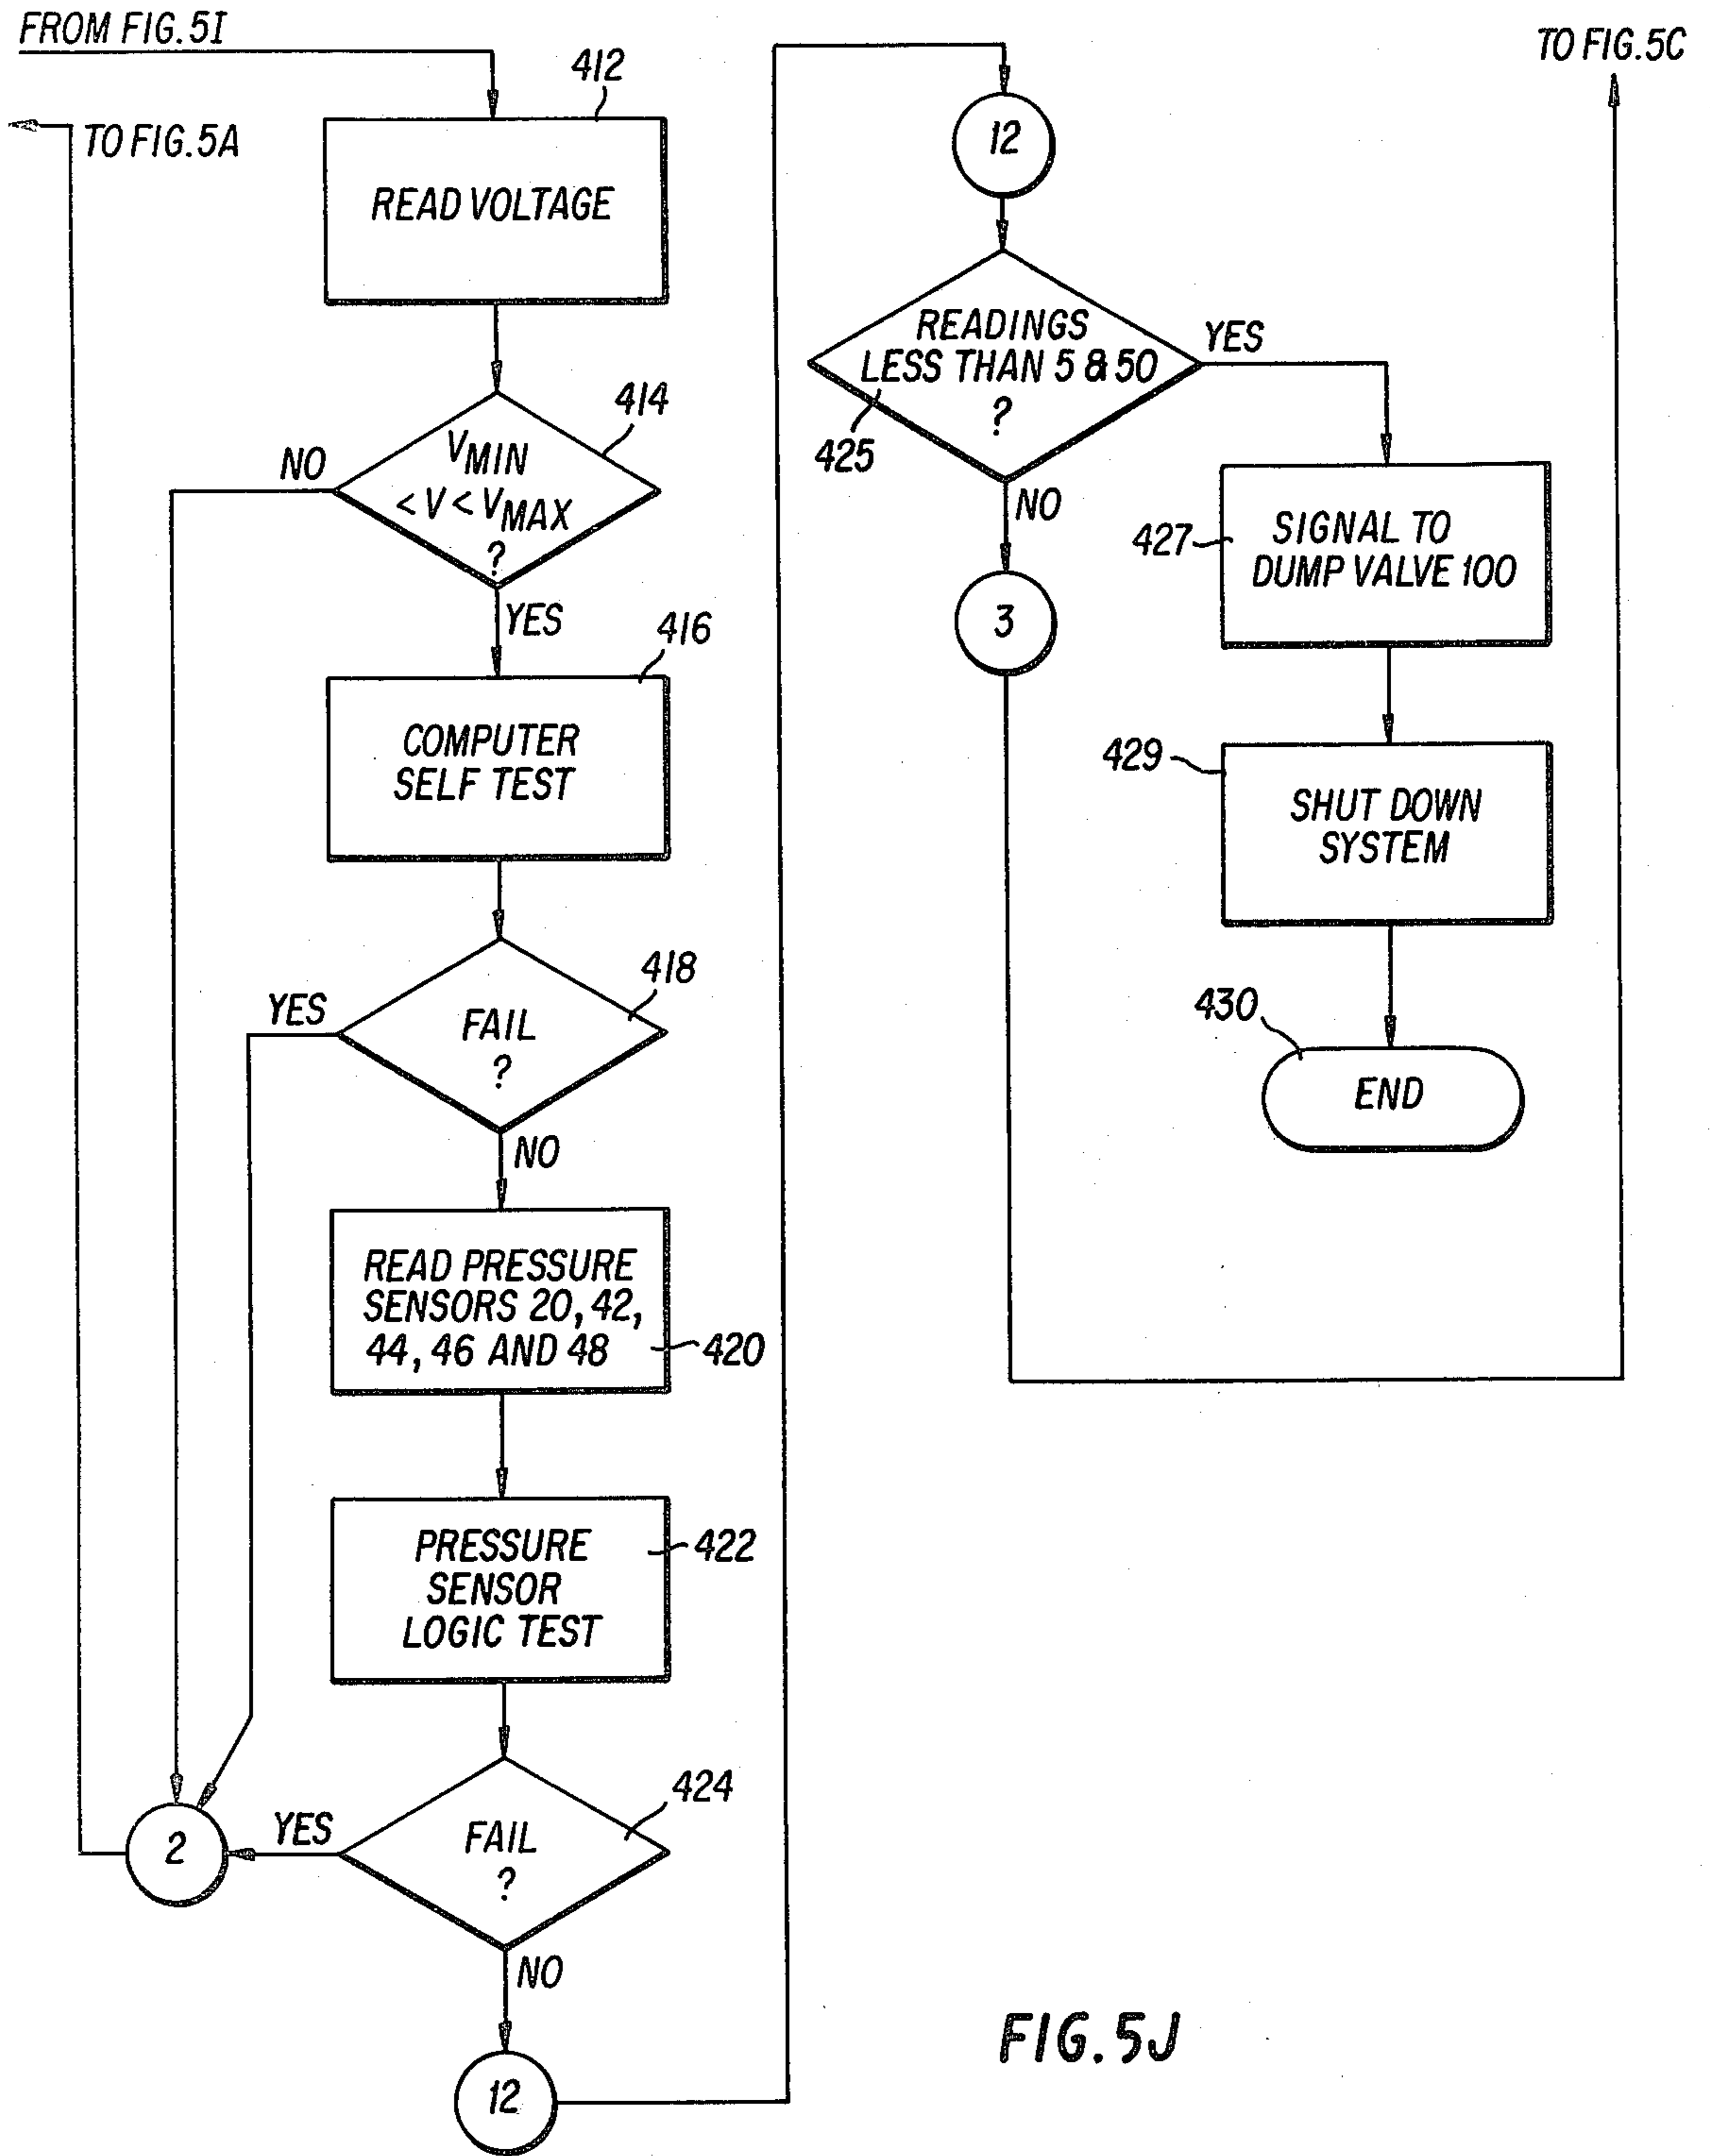 FROM FIG. 5I
TO FIG. 5A
412
READ VOLTAGE
414
VMIN
< V < VMAX
?
NO
YES
416
COMPUTER
SELF TEST
418
FAIL
?
YES
NO
READ PRESSURE
SENSORS 20, 42,
44, 46 AND 48
420
PRESSURE
SENSOR
LOGIC TEST
422
424
FAIL
?
YES
2
NO
12
12
READINGS
LESS THAN 5 & 50
?
425
YES
NO
3
427
SIGNAL TO
DUMP VALVE 100
429
SHUT DOWN
SYSTEM
430
END
TO FIG. 5C
FIG. 5J